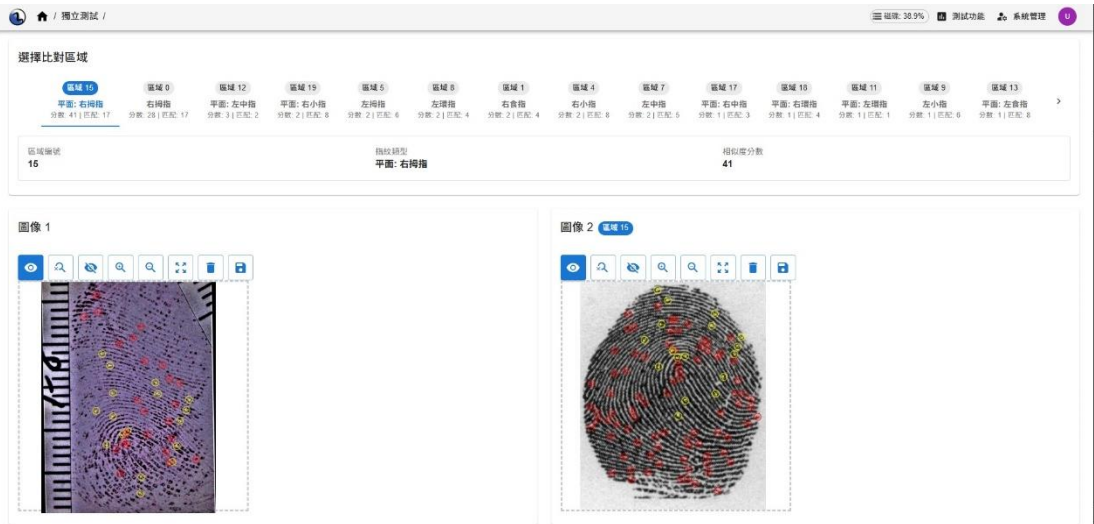 / 獨立測試 /
磁碟: 38.9%
測試功能
系統管理
U
選擇比對區域
區域 15
平面: 右拇指
分數: 41 | 匹配: 17
區域 0
右拇指
分數: 28 | 匹配: 17
區域 12
平面: 左中指
分數: 3 | 匹配: 2
區域 19
平面: 右小指
分數: 2 | 匹配: 8
區域 5
左拇指
分數: 2 | 匹配: 6
區域 8
左環指
分數: 2 | 匹配: 4
區域 1
右食指
分數: 2 | 匹配: 4
區域 4
右小指
分數: 2 | 匹配: 8
區域 7
左中指
分數: 2 | 匹配: 5
區域 17
平面: 右中指
分數: 1 | 匹配: 3
區域 18
平面: 右環指
分數: 1 | 匹配: 4
區域 11
平面: 左環指
分數: 1 | 匹配: 1
區域 9
左小指
分數: 1 | 匹配: 6
區域 13
平面: 左食指
分數: 1 | 匹配: 8
區域編號
15
指紋類型
平面: 右拇指
相似度分數
41
圖像 1
圖像 2
區域 15